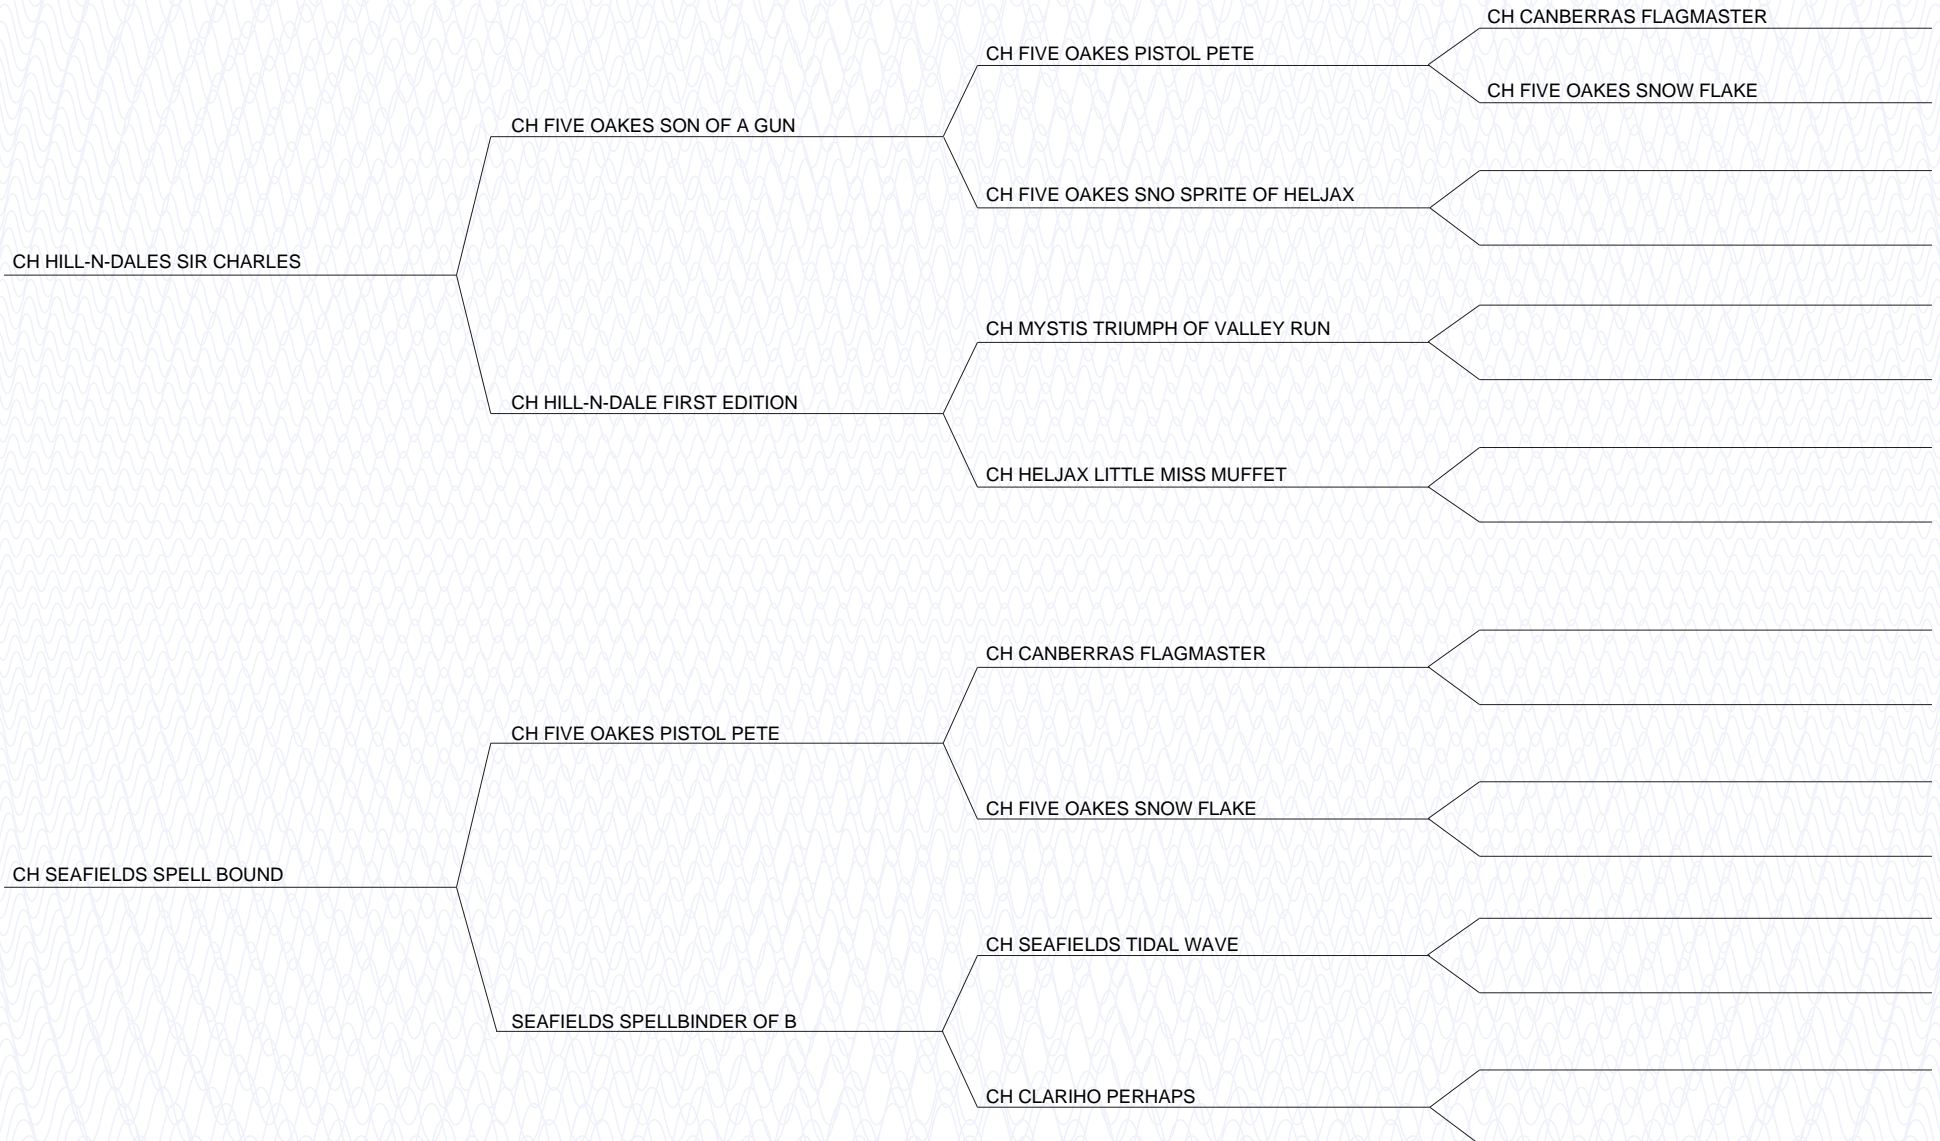 CH CANBERRAS FLAGMASTER
CH FIVE OAKES PISTOL PETE
CH FIVE OAKES SNOW FLAKE
CH FIVE OAKES SON OF A GUN
CH FIVE OAKES SNO SPRITE OF HELJAX
CH HILL-N-DALES SIR CHARLES
CH MYSTIS TRIUMPH OF VALLEY RUN
CH HILL-N-DALE FIRST EDITION
CH HELJAX LITTLE MISS MUFFET
CH CANBERRAS FLAGMASTER
CH FIVE OAKES PISTOL PETE
CH FIVE OAKES SNOW FLAKE
CH SEAFIELDS SPELL BOUND
CH SEAFIELDS TIDAL WAVE
SEAFIELDS SPELLBINDER OF B
CH CLARIHO PERHAPS